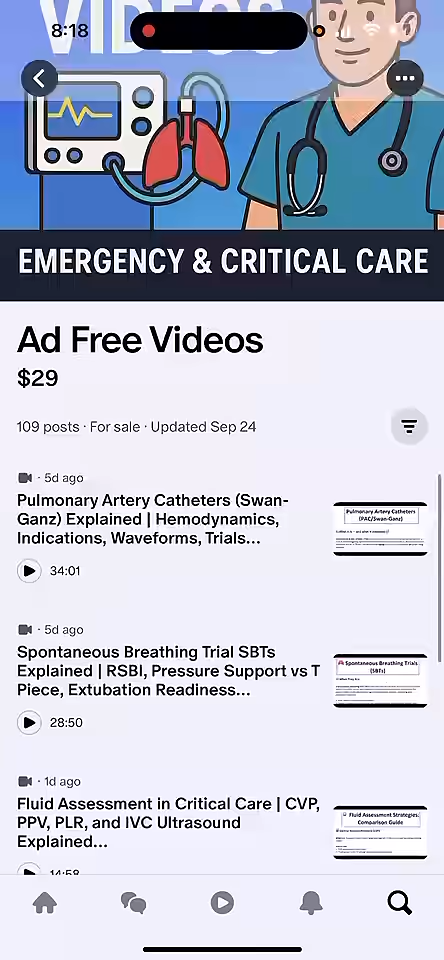 VIDEOS
8:18
EMERGENCY & CRITICAL CARE
Ad Free Videos
$29
109 posts · For sale · Updated Sep 24
· 5d ago
Pulmonary Artery Catheters (Swan-
Ganz) Explained | Hemodynamics,
Indications, Waveforms, Trials...
Pulmonary Artery Catheters
(PAC/Swan-Ganz)
34:01
· 5d ago
Spontaneous Breathing Trial SBTs
Explained | RSBI, Pressure Support vs T
Piece, Extubation Readiness...
Spontaneous Breathing Trials
(SBTs)
28:50
· 1d ago
Fluid Assessment in Critical Care | CVP,
PPV, PLR, and IVC Ultrasound
Explained...
Fluid Assessment Strategies:
Comparison Guide
14:58